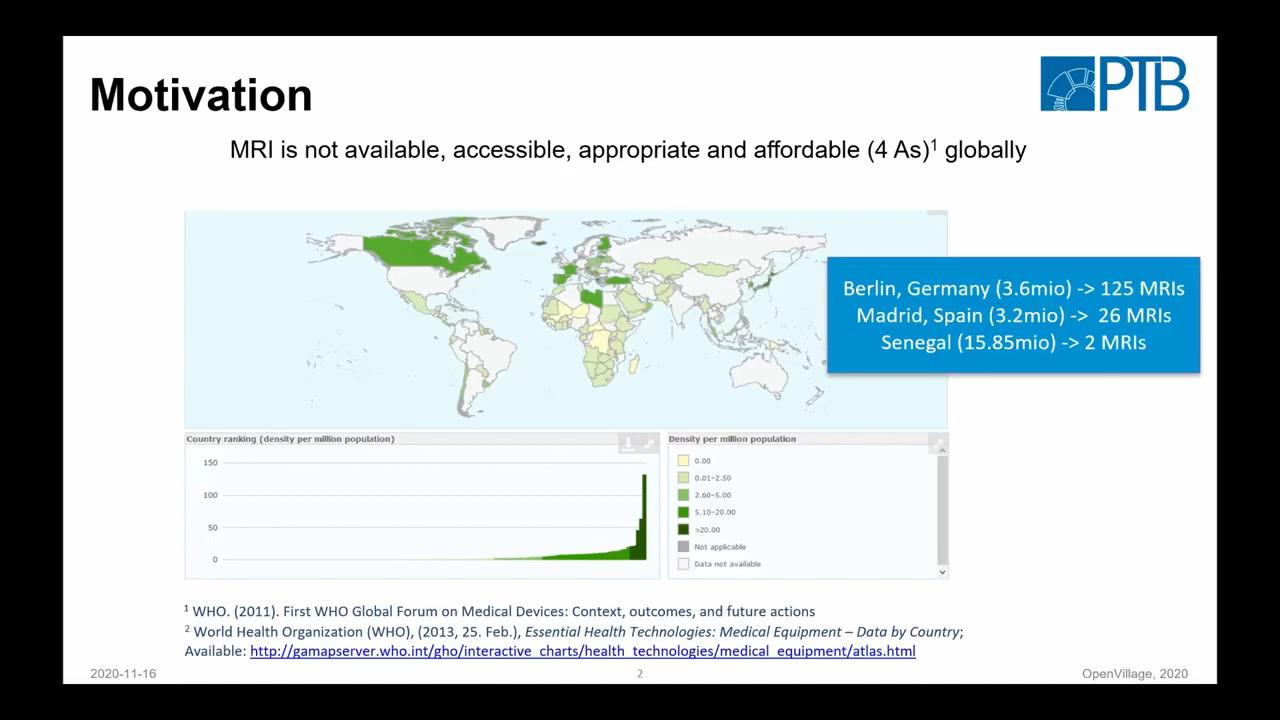 Motivation
PTB
MRI is not available, accessible, appropriate and affordable (4 As)¹ globally
Berlin, Germany (3.6mio) -> 125 MRIs
Madrid, Spain (3.2mio) -> 26 MRIs
Senegal (15.85mio) -> 2 MRIs
Country ranking (density per million population)
150
100
50
0
Density per million population
0.00
0.01–2.50
2.60–5.00
5.10–20.00
>20.00
Not applicable
Data not available
¹ WHO. (2011). First WHO Global Forum on Medical Devices: Context, outcomes, and future actions
² World Health Organization (WHO), (2013, 25. Feb.), Essential Health Technologies: Medical Equipment – Data by Country;
Available: http://gamapserver.who.int/gho/interactive_charts/health_technologies/medical_equipment/atlas.html
2020-11-16
2
OpenVillage, 2020